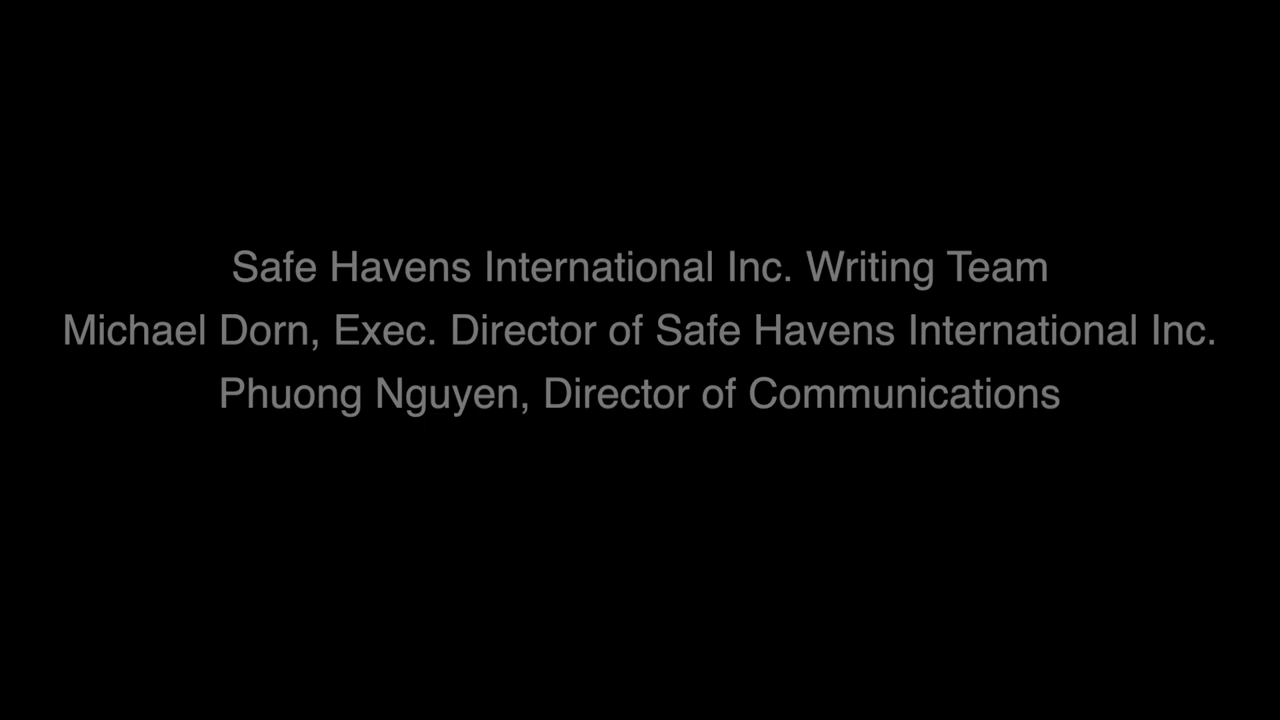 Safe Havens International Inc. Writing Team
Michael Dorn, Exec. Director of Safe Havens International Inc.
Phuong Nguyen, Director of Communications